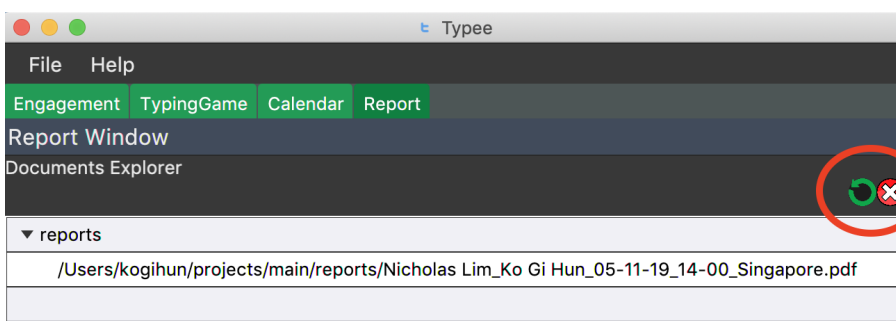 Typee
File Help
Engagement TypingGame Calendar Report
Report Window
Documents Explorer
reports
/Users/kogihun/projects/main/reports/Nicholas Lim_Ko Gi Hun_05-11-19_14-00_Singapore.pdf